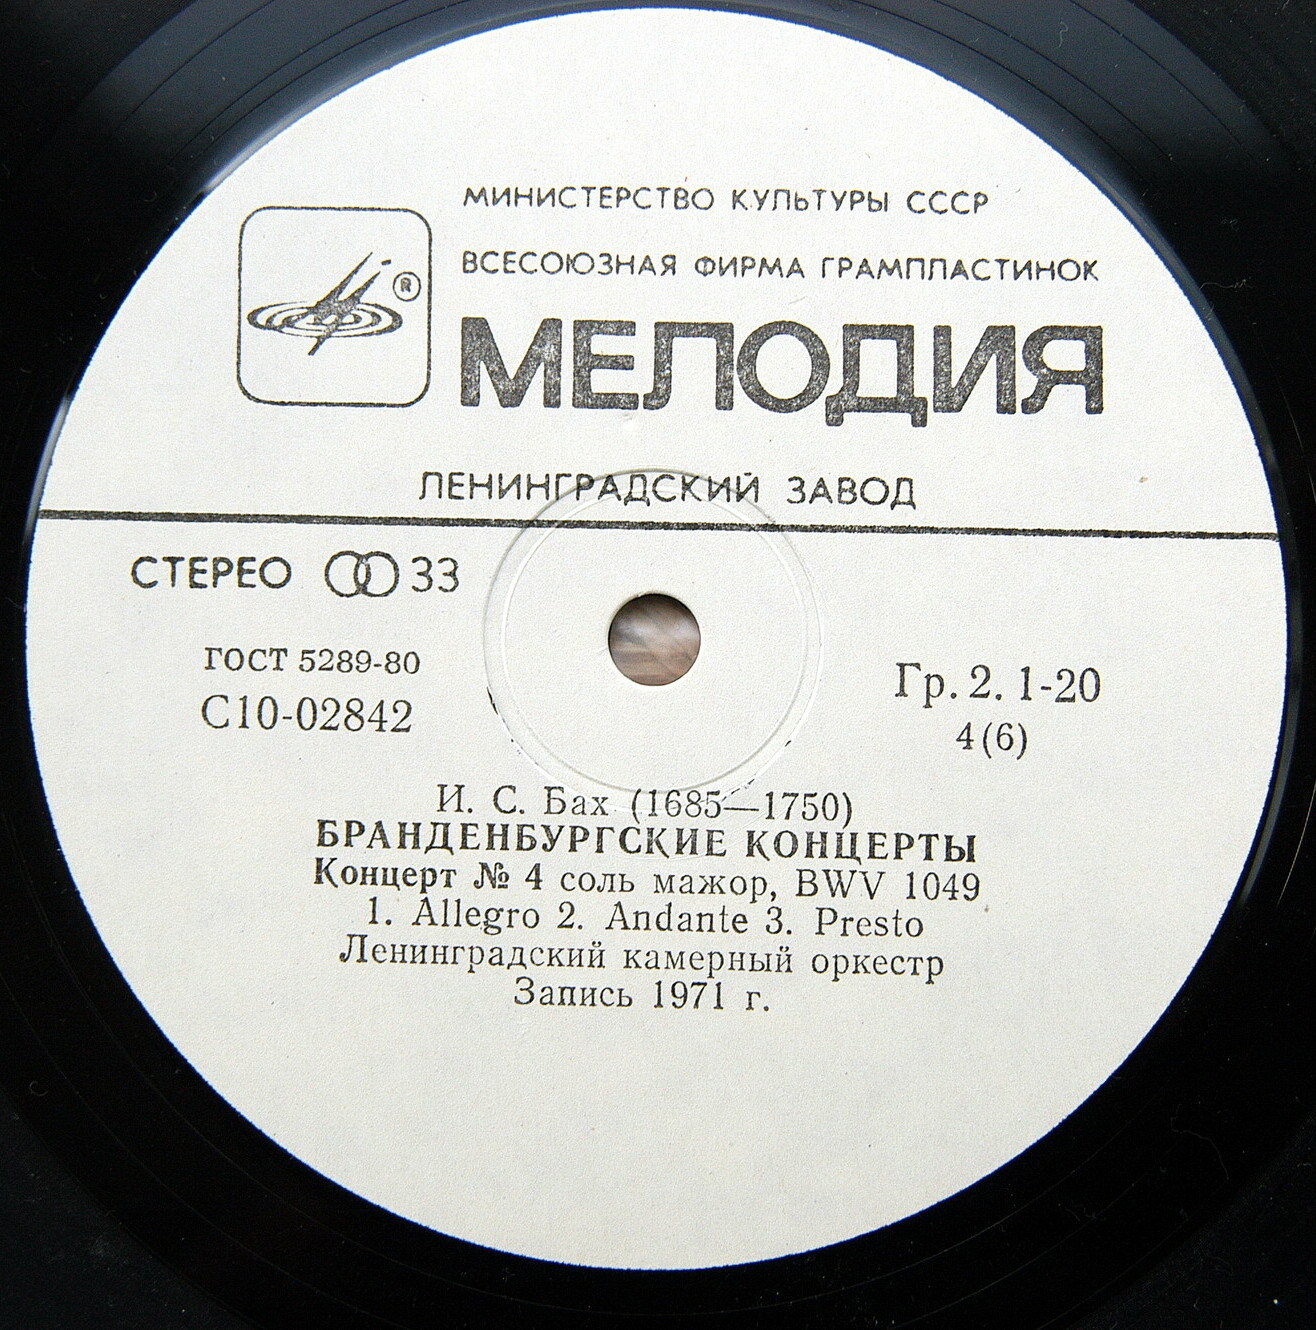 МИНИСТЕРСТВО КУЛЬТУРЫ СССР
ВСЕСОЮЗНАЯ ФИРМА ГРАМПЛАСТИНОК
®
МЕЛОДИЯ
ЛЕНИНГРАДСКИЙ ЗАВОД
СТЕРЕО 33
ГОСТ 5289-80
С10-02842
Гр. 2. 1-20
4(6)
И. С. Бах (1685—1750)
БРАНДЕНБУРГСКИЕ КОНЦЕРТЫ
Концерт № 4 соль мажор, BWV 1049
1. Allegro 2. Andante 3. Presto
Ленинградский камерный оркестр
Запись 1971 г.